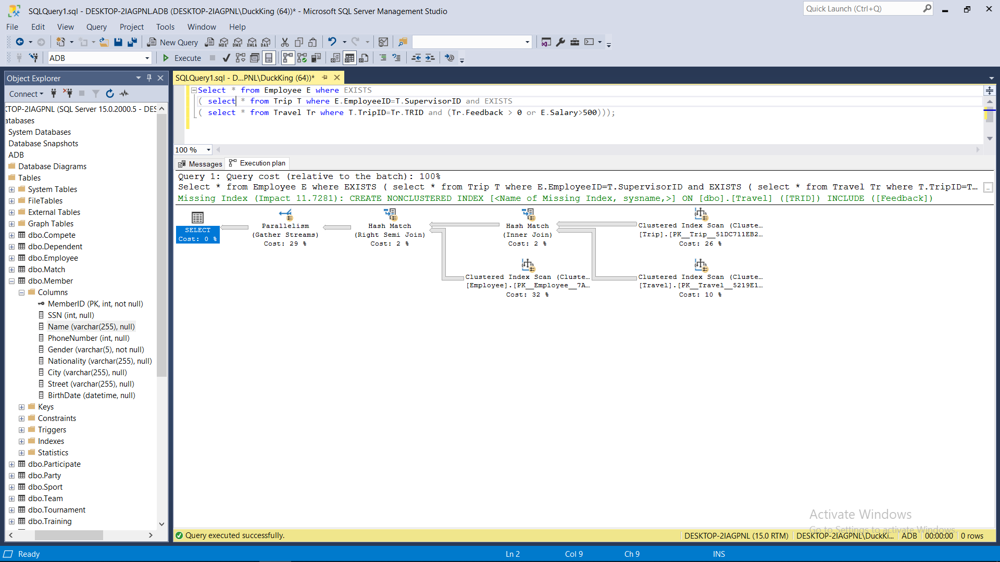 SQLQuery1.sql - DESKTOP-2IAGPNL.ADB (DESKTOP-2IAGPNL\DuckKing (64))* - Microsoft SQL Server Management Studio
Quick Launch (Ctrl+Q)
File Edit View Query Project Tools Window Help
New Query MDX DMX XMLA DAX
ADB Execute
Object Explorer
Connect
TOP-2IAGPNL (SQL Server 15.0.2000.5 - DES
atabases
System Databases
Database Snapshots
ADB
Database Diagrams
Tables
System Tables
FileTables
External Tables
Graph Tables
dbo.Compete
dbo.Dependent
dbo.Employee
dbo.Match
dbo.Member
Columns
MemberID (PK, int, not null)
SSN (int, null)
Name (varchar(255), null)
PhoneNumber (int, null)
Gender (varchar(5), not null)
Nationality (varchar(255), null)
City (varchar(255), null)
Street (varchar(255), null)
BirthDate (datetime, null)
Keys
Constraints
Triggers
Indexes
Statistics
dbo.Participate
dbo.Party
dbo.Sport
dbo.Team
dbo.Tournament
dbo.Training
SQLQuery1.sql - D...PNL\DuckKing (64))*
Select * from Employee E where EXISTS
( select * from Trip T where E.EmployeeID=T.SupervisorID and EXISTS
( select * from Travel Tr where T.TripID=Tr.TRID and (Tr.Feedback > 0 or E.Salary>500)));
100 %
Messages Execution plan
Query 1: Query cost (relative to the batch): 100%
Select * from Employee E where EXISTS ( select * from Trip T where E.EmployeeID=T.SupervisorID and EXISTS ( select * from Travel Tr where T.TripID=T...
Missing Index (Impact 11.7281): CREATE NONCLUSTERED INDEX [<Name of Missing Index, sysname,>] ON [dbo].[Travel] ([TRID]) INCLUDE ([Feedback])
SELECT
Cost: 0 %
Parallelism
(Gather Streams)
Cost: 29 %
Hash Match
(Right Semi Join)
Cost: 2 %
Hash Match
(Inner Join)
Cost: 2 %
Clustered Index Scan (Cluste...
[Trip].[PK__Trip__51DC711EB2...
Cost: 26 %
Clustered Index Scan (Cluste...
[Employee].[PK__Employee__7A...
Cost: 32 %
Clustered Index Scan (Cluste...
[Travel].[PK__Travel__5219E1...
Cost: 10 %
Activate Windows
Go to Settings to activate Windows.
Query executed successfully.
DESKTOP-2IAGPNL (15.0 RTM) DESKTOP-2IAGPNL\DuckKi... ADB 00:00:00 0 rows
Ready Ln 2 Col 9 Ch 9 INS